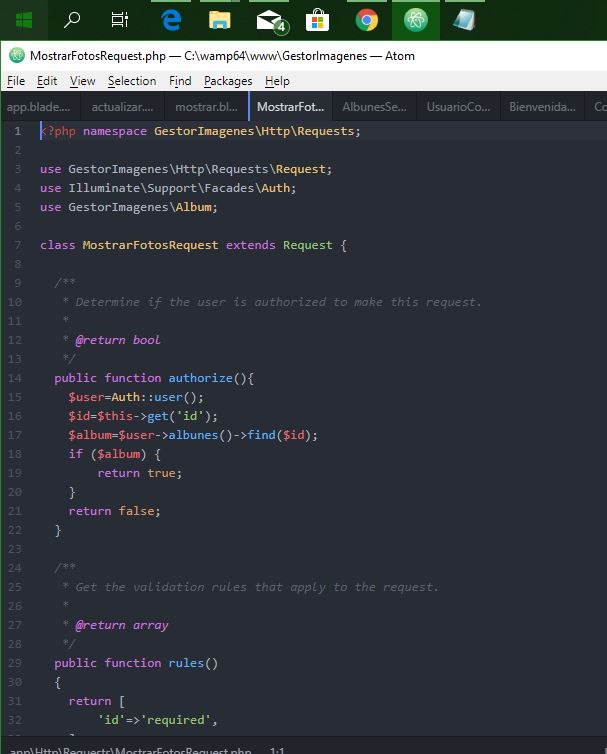 4
MostrarFotosRequest.php — C:\wamp64\www\GestorImagenes — Atom
File Edit View Selection Find Packages Help
app.blade.... actualizar.... mostrar.bl... MostrarFot... AlbunesSe... UsuarioCo... Bienvenida... Co
1 <?php namespace GestorImagenes\Http\Requests;
2
3 use GestorImagenes\Http\Requests\Request;
4 use Illuminate\Support\Facades\Auth;
5 use GestorImagenes\Album;
6
7 class MostrarFotosRequest extends Request {
8
9 /**
10 * Determine if the user is authorized to make this request.
11 *
12 * @return bool
13 */
14 public function authorize(){
15 $user=Auth::user();
16 $id=$this->get('id');
17 $album=$user->albunes()->find($id);
18 if ($album) {
19 return true;
20 }
21 return false;
22 }
23
24 /**
25 * Get the validation rules that apply to the request.
26 *
27 * @return array
28 */
29 public function rules()
30 {
31 return [
32 'id'=>'required',
app\Http\Requests\MostrarFotosRequest.php 1:1